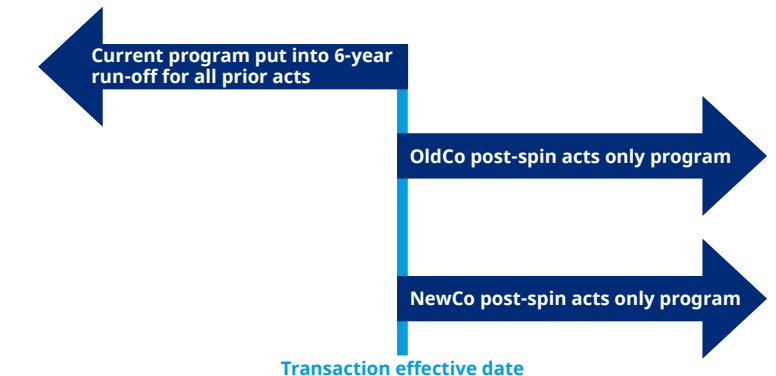 Current program put into 6-year
run-off for all prior acts
OldCo post-spin acts only program
NewCo post-spin acts only program
Transaction effective date